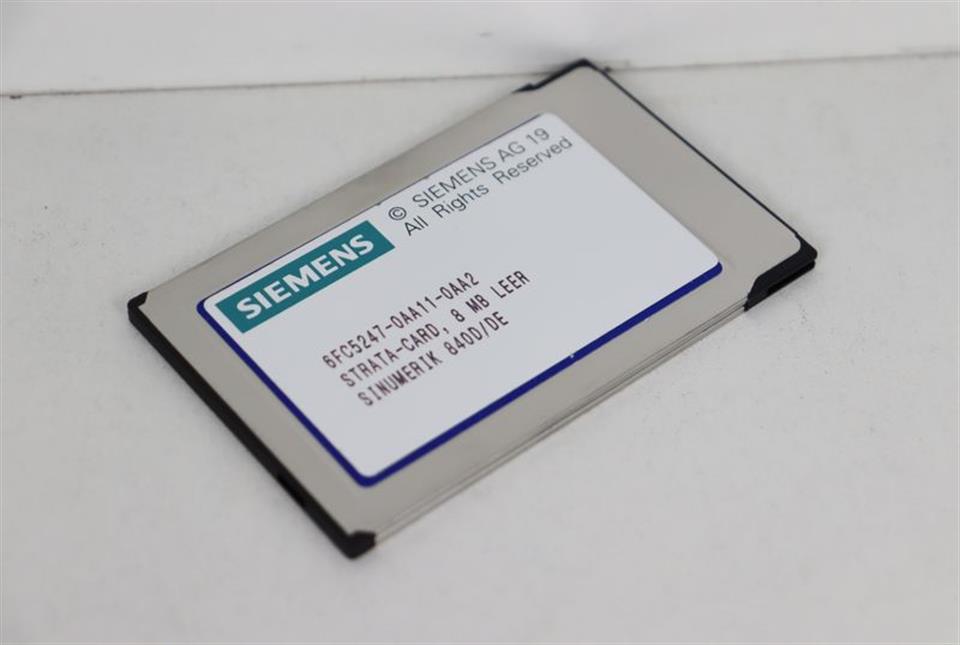 SIEMENS
© SIEMENS AG 19
All Rights Reserved
6FC5247-0AA11-0AA2
STRATA-CARD, 8 MB LEER
SINUMERIK 840D/DE